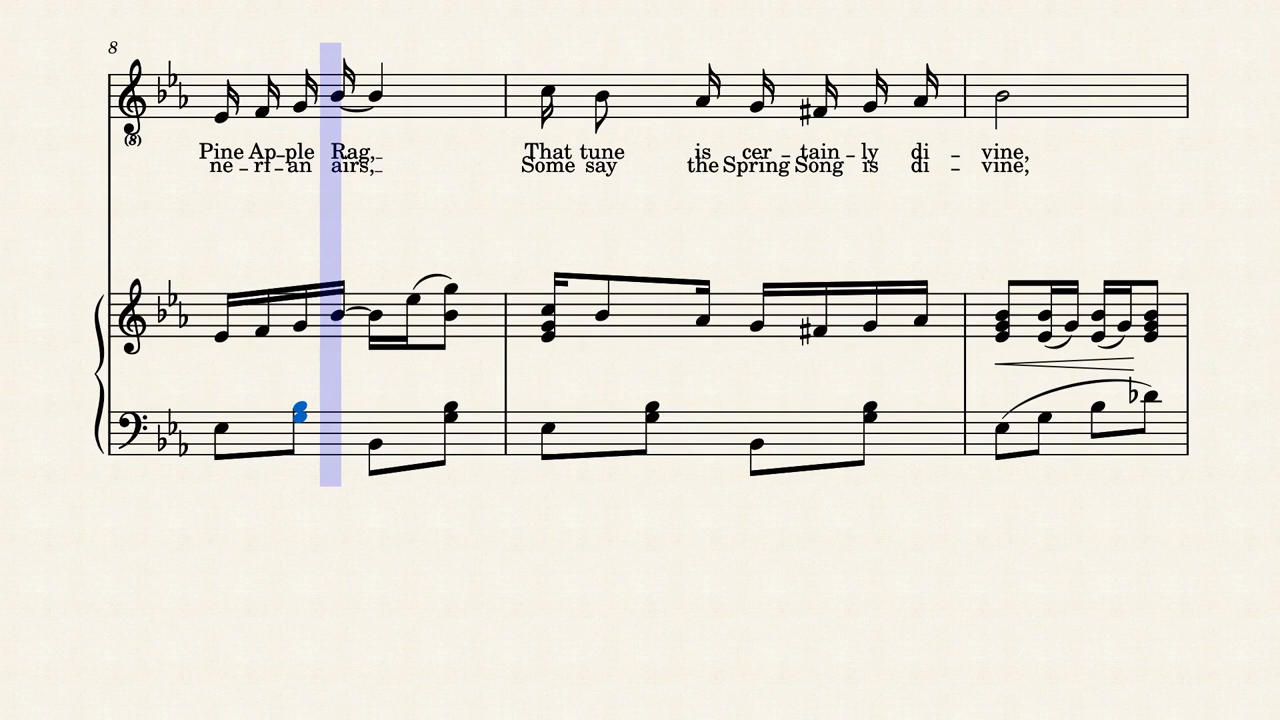 8
(8)
Pine Ap-ple Rag,_ That tune is cer - tain - ly di - vine,
ne - ri - an airs,_ Some say the Spring Song is di - vine,